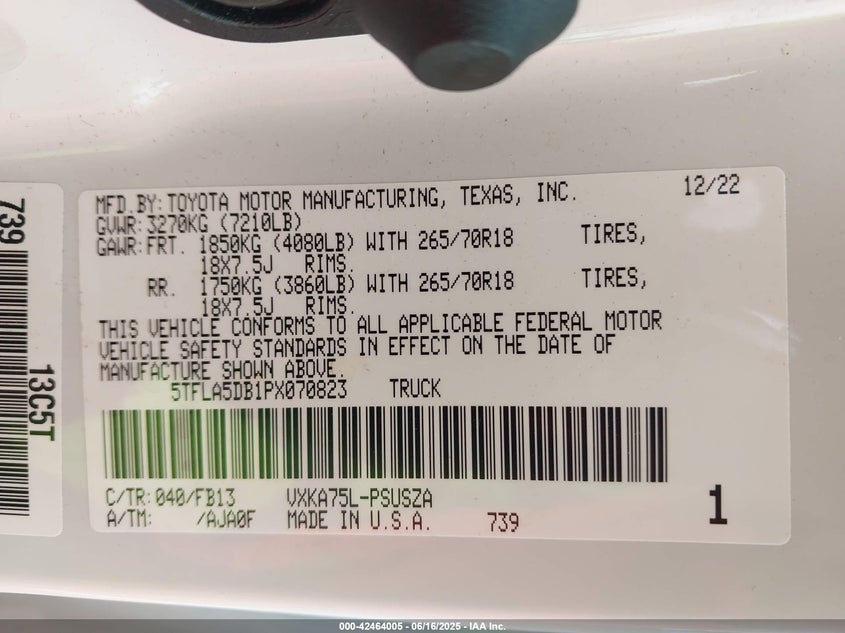 MFD.BY:TOYOTA MOTOR MANUFACTURING, TEXAS, INC. 12/22
GVWR:3270KG (7210LB)
GAWR:FRT. 1850KG (4080LB) WITH 265/70R18 TIRES,
18X7.5J RIMS.
RR. 1750KG (3860LB) WITH 265/70R18 TIRES,
18X7.5J RIMS.
THIS VEHICLE CONFORMS TO ALL APPLICABLE FEDERAL MOTOR
VEHICLE SAFETY STANDARDS IN EFFECT ON THE DATE OF
MANUFACTURE SHOWN ABOVE.
5TFLA5DB1PX070823 TRUCK
C/TR:040/FB13 VXKA75L-PSUSZA
A/TM: /AJA0F MADE IN U.S.A. 739
1
739
13C5T
000-42464005 - 06/16/2025 - IAA Inc.